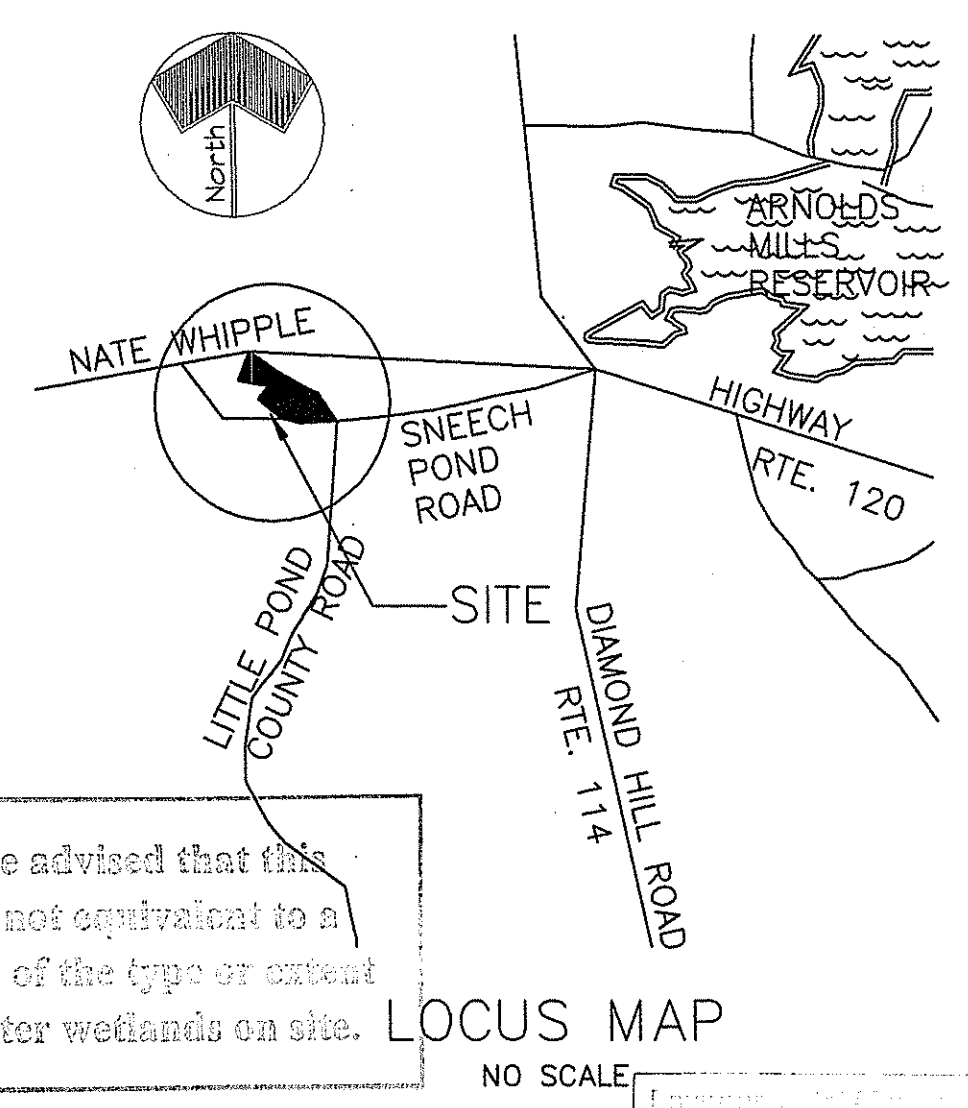 North
ARNOLDS
MILLS
RESERVOIR
NATE WHIPPLE
HIGHWAY
RTE. 120
SNEECH
POND
ROAD
SITE
LITTLE POND
COUNTY ROAD
DIAMOND HILL ROAD
RTE. 114
e advised that this
not equivalent to a
of the type or extent
ter wetlands on site.
LOCUS MAP
NO SCALE